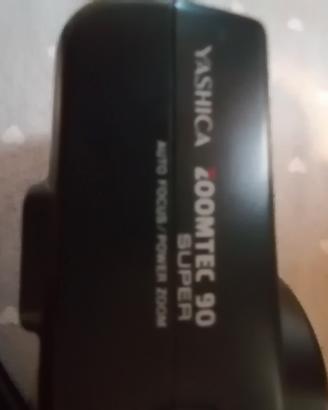 YASHICA ZOOMTEC 90
SUPER
AUTO FOCUS/POWER ZOOM